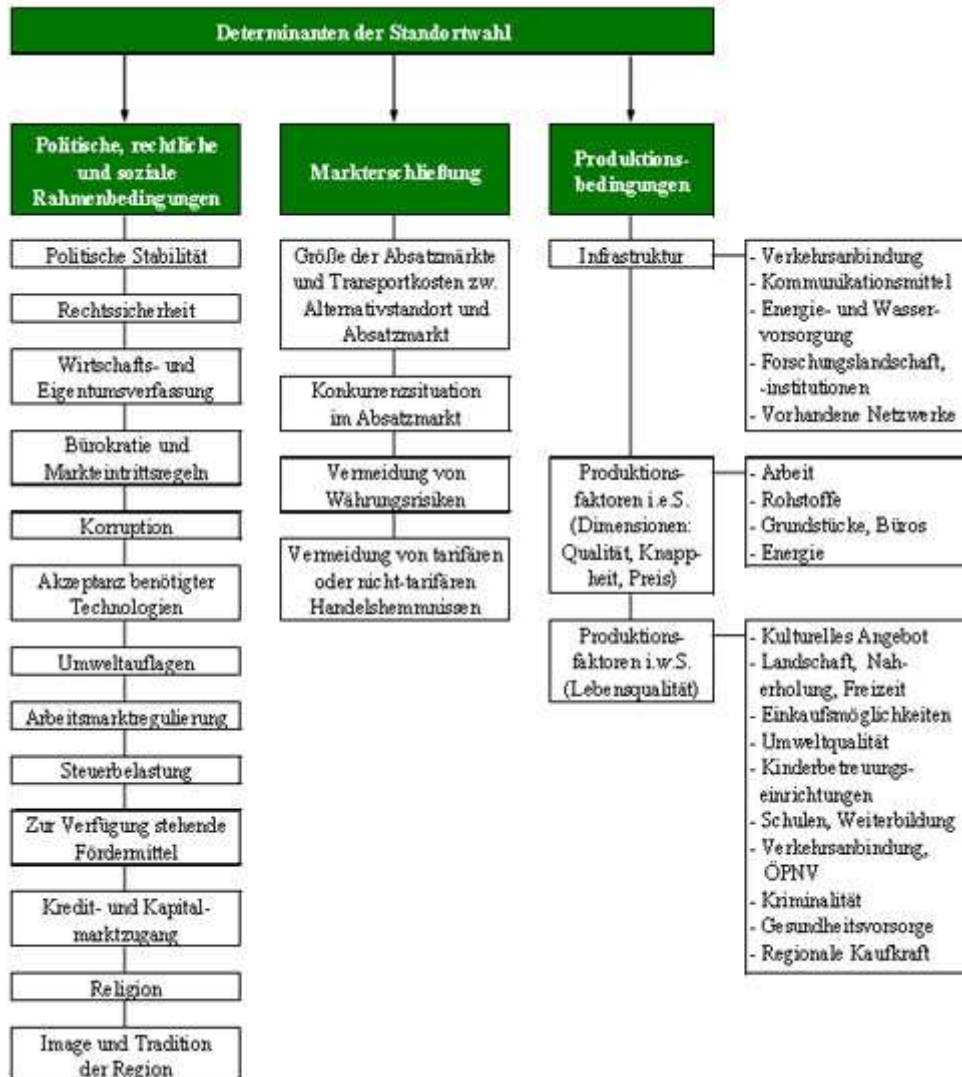 Determinanten der Standortwahl
Politische, rechtliche
und soziale
Rahmenbedingungen
Politische Stabilität
Rechtssicherheit
Wirtschafts- und
Eigentumsverfassung
Bürokratie und
Markteintrittsregeln
Korruption
Akzeptanz benötigter
Technologien
Umweltauflagen
Arbeitsmarktregulierung
Steuerbelastung
Zur Verfügung stehende
Fördermittel
Kredit- und Kapital-
marktzugang
Religion
Image und Tradition
der Region
Markterschließung
Größe der Absatzmärkte
und Transportkosten zw.
Alternativstandort und
Absatzmarkt
Konkurrenzsituation
im Absatzmarkt
Vermeidung von
Währungsrisiken
Vermeidung von tarifären
oder nicht-tarifären
Handelshemmnissen
Produktions-
bedingungen
Infrastruktur
- Verkehrsanbindung
- Kommunikationsmittel
- Energie- und Wasser-
vorsorgung
- Forschungslandschaft,
-institutionen
- Vorhandene Netzwerke
Produktions-
faktoren i.e.S.
(Dimensionen:
Qualität, Knapp-
heit, Preis)
- Arbeit
- Rohstoffe
- Grundstücke, Büros
- Energie
Produktions-
faktoren i.w.S.
(Lebensqualität)
- Kulturelles Angebot
- Landschaft, Nah-
erholung, Freizeit
- Einkaufsmöglichkeiten
- Umweltqualität
- Kinderbetreuungs-
einrichtungen
- Schulen, Weiterbildung
- Verkehrsanbindung,
ÖPNV
- Kriminalität
- Gesundheitsvorsorge
- Regionale Kaufkraft